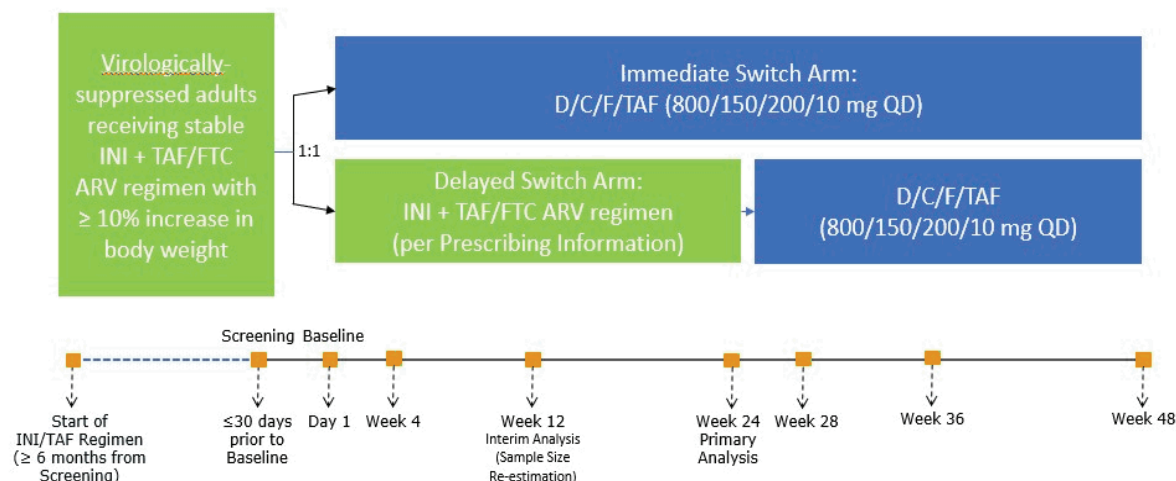 Virologically-
suppressed adults
receiving stable
INI + TAF/FTC
ARV regimen with
≥ 10% increase in
body weight
1:1
Immediate Switch Arm:
D/C/F/TAF (800/150/200/10 mg QD)
Delayed Switch Arm:
INI + TAF/FTC ARV regimen
(per Prescribing Information)
D/C/F/TAF
(800/150/200/10 mg QD)
Screening Baseline
Start of
INI/TAF Regimen
(≥ 6 months from
Screening)
≤30 days
prior to
Baseline
Day 1
Week 4
Week 12
Interim Analysis
(Sample Size
Re-estimation)
Week 24
Primary
Analysis
Week 28
Week 36
Week 48